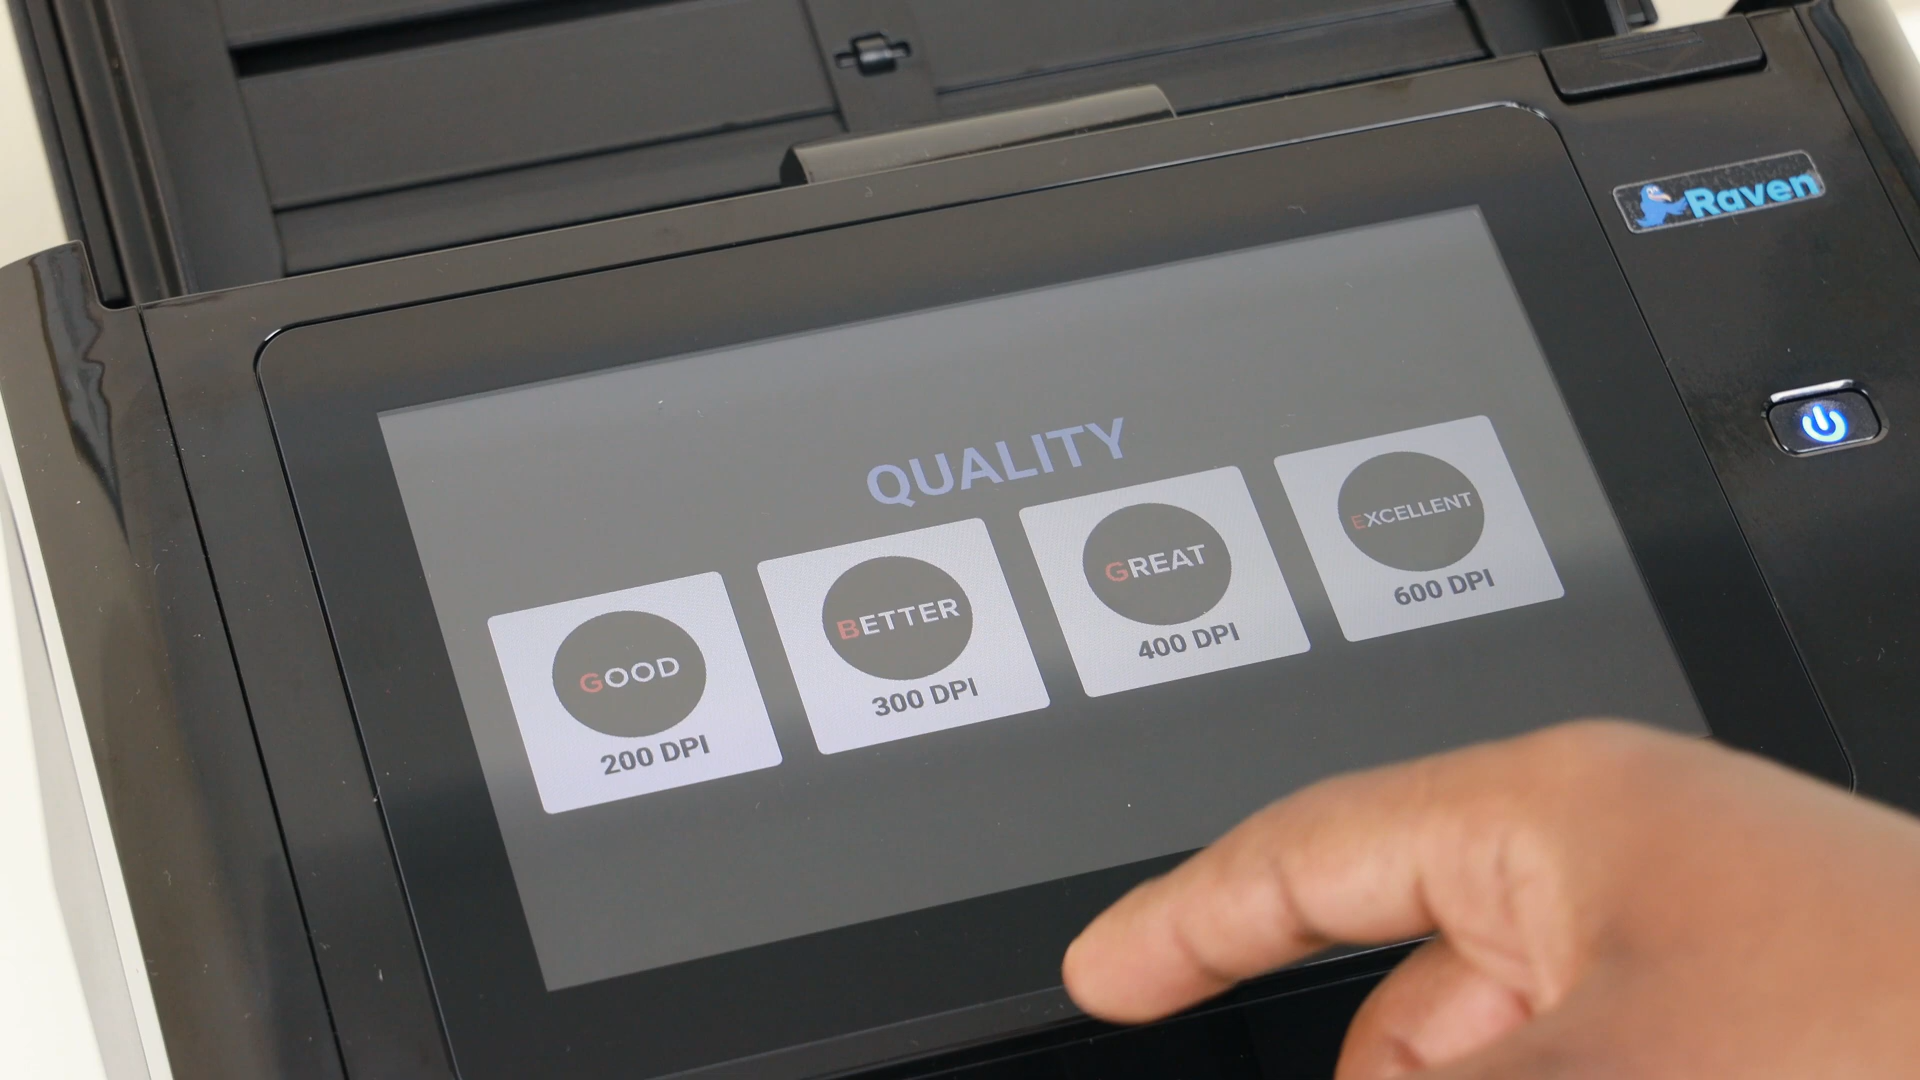 Raven
QUALITY
GOOD
200 DPI
BETTER
300 DPI
GREAT
400 DPI
EXCELLENT
600 DPI